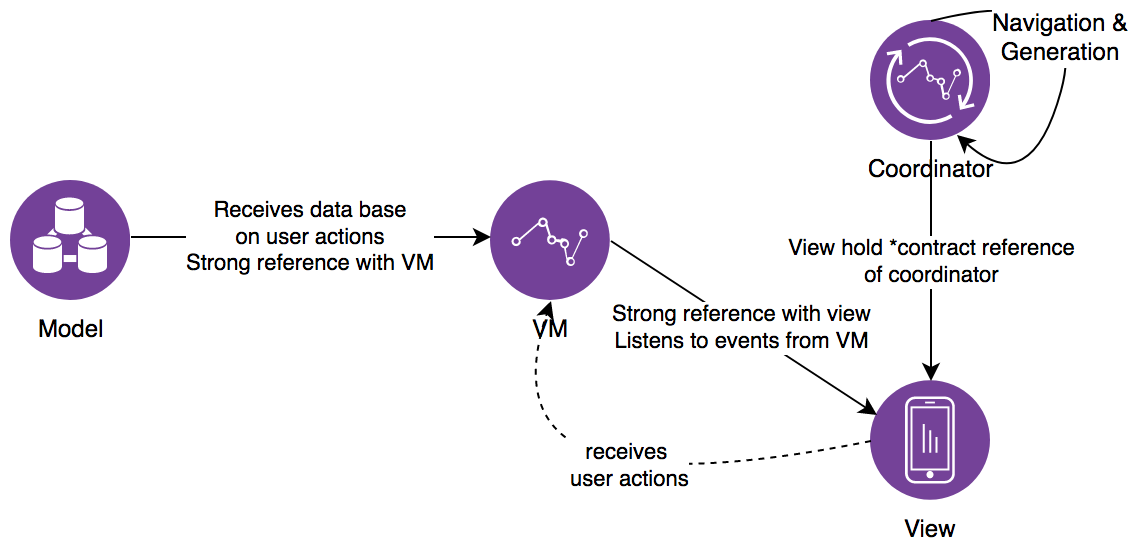 Navigation &
Generation
Coordinator
Receives data base
on user actions
Strong reference with VM
View hold *contract reference
of coordinator
Model
VM
Strong reference with view
Listens to events from VM
receives
user actions
View